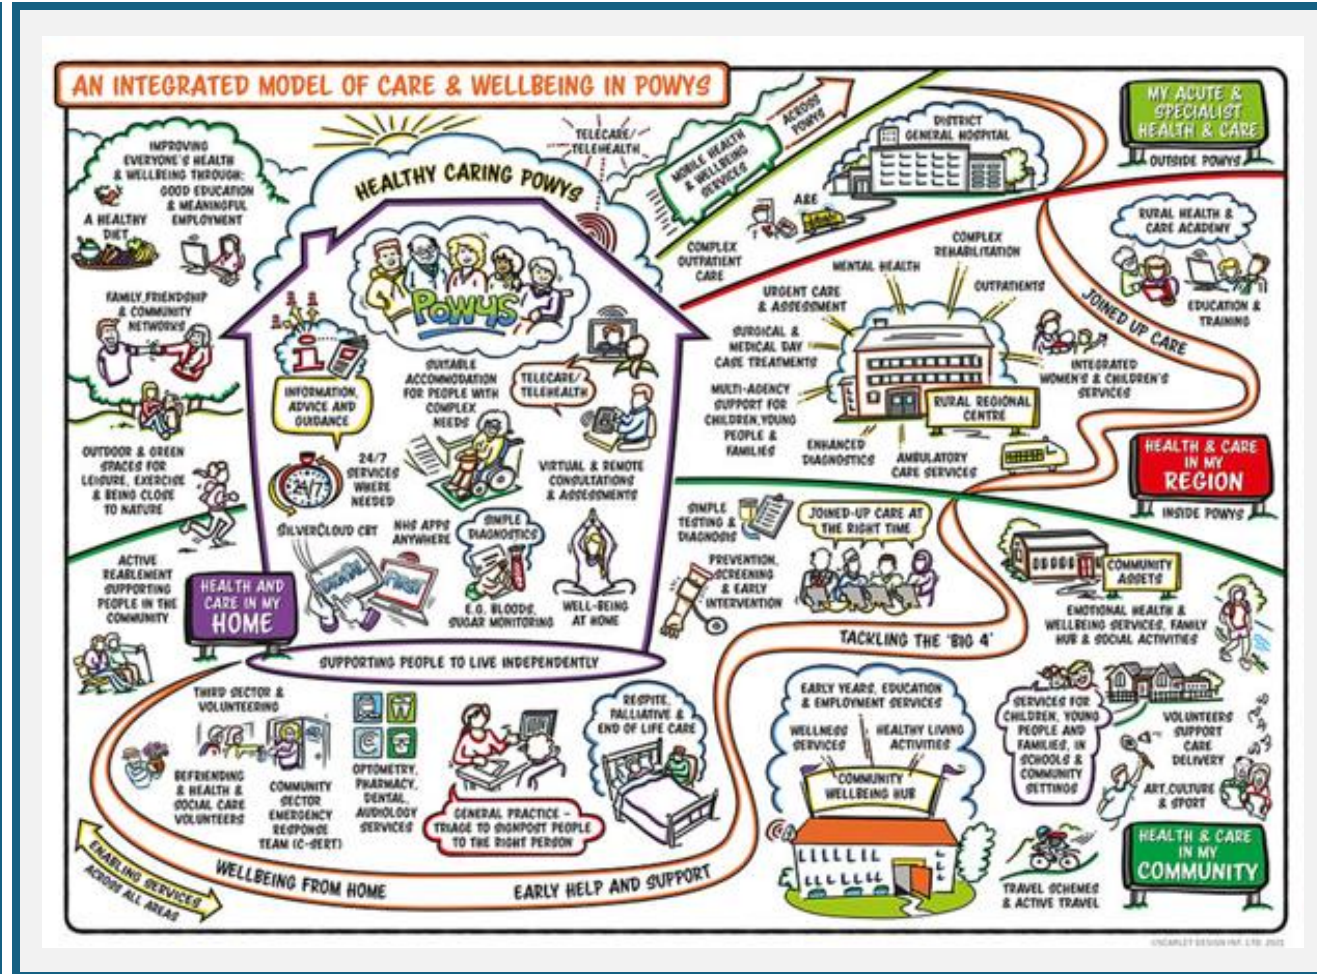 AN INTEGRATED MODEL OF CARE & WELLBEING IN POWYS
IMPROVING
EVERYONE'S HEALTH
& WELLBEING THROUGH:
GOOD EDUCATION
& MEANINGFUL
EMPLOYMENT
A HEALTHY
DIET
FAMILY, FRIENDSHIP
& COMMUNITY
NETWORKS
OUTDOOR & GREEN
SPACES FOR
LEISURE, EXERCISE
& BEING CLOSE
TO NATURE
ACTIVE
REABLEMENT
SUPPORTING
PEOPLE IN THE
COMMUNITY
HEALTHY CARING POWYS
TELECARE/
TELEHEALTH
MOBILE HEALTH
& WELLBEING
SERVICES
ACROSS
POWYS
POWYS
INFORMATION,
ADVICE AND
GUIDANCE
SUITABLE
ACCOMMODATION
FOR PEOPLE WITH
COMPLEX
NEEDS
TELECARE/
TELEHEALTH
24/7
24/7
SERVICES
WHERE
NEEDED
VIRTUAL & REMOTE
CONSULTATIONS
& ASSESSMENTS
SILVERCLOUD CBT
NHS APPS
ANYWHERE
SIMPLE
DIAGNOSTICS
E.G. BLOODS,
SUGAR MONITORING
WELL-BEING
AT HOME
HEALTH AND
CARE IN MY
HOME
SUPPORTING PEOPLE TO LIVE INDEPENDENTLY
MY ACUTE &
SPECIALIST
HEALTH & CARE
OUTSIDE POWYS
DISTRICT
GENERAL HOSPITAL
A&E
COMPLEX
OUTPATIENT
CARE
RURAL HEALTH &
CARE ACADEMY
EDUCATION &
TRAINING
JOINED UP CARE
COMPLEX
REHABILITATION
MENTAL HEALTH
OUTPATIENTS
URGENT CARE
& ASSESSMENT
SURGICAL &
MEDICAL DAY
CASE TREATMENTS
MULTI-AGENCY
SUPPORT FOR
CHILDREN, YOUNG
PEOPLE &
FAMILIES
INTEGRATED
WOMEN'S & CHILDREN'S
SERVICES
RURAL REGIONAL
CENTRE
ENHANCED
DIAGNOSTICS
AMBULATORY
CARE SERVICES
HEALTH & CARE
IN MY
REGION
INSIDE POWYS
SIMPLE
TESTING &
DIAGNOSIS
JOINED-UP CARE AT
THE RIGHT TIME
PREVENTION,
SCREENING
& EARLY
INTERVENTION
COMMUNITY
ASSETS
EMOTIONAL HEALTH &
WELLBEING SERVICES, FAMILY
HUB & SOCIAL ACTIVITIES
TACKLING THE 'BIG 4'
THIRD SECTOR &
VOLUNTEERING
BEFRIENDING
& HEALTH &
SOCIAL CARE
VOLUNTEERS
COMMUNITY
SECTOR
EMERGENCY
RESPONSE
TEAM (C-SERT)
OPTOMETRY,
PHARMACY,
DENTAL,
AUDIOLOGY
SERVICES
GENERAL PRACTICE -
TRIAGE TO SIGNPOST PEOPLE
TO THE RIGHT PERSON
RESPITE,
PALLIATIVE &
END OF LIFE CARE
EARLY YEARS, EDUCATION
& EMPLOYMENT SERVICES
WELLNESS
SERVICES
HEALTHY LIVING
ACTIVITIES
COMMUNITY
WELLBEING HUB
SERVICES FOR
CHILDREN, YOUNG
PEOPLE AND
FAMILIES, IN
SCHOOLS &
COMMUNITY
SETTINGS
VOLUNTEERS
SUPPORT
CARE
DELIVERY
ART, CULTURE
& SPORT
TRAVEL SCHEMES
& ACTIVE TRAVEL
HEALTH & CARE
IN MY
COMMUNITY
ENABLING SERVICES
ACROSS ALL AREAS
WELLBEING FROM HOME
EARLY HELP AND SUPPORT
©SCARLET DESIGN INT. LTD. 2021